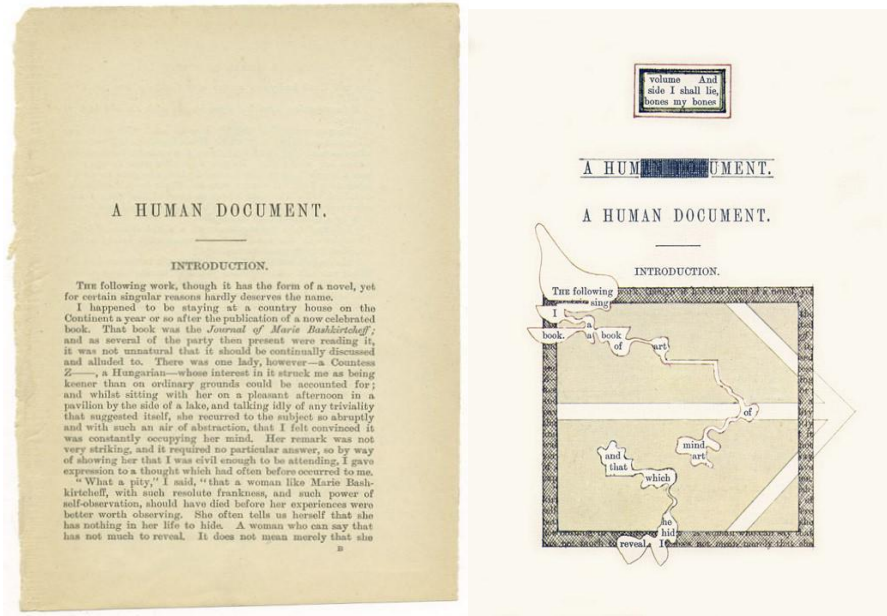 A HUMAN DOCUMENT.
INTRODUCTION.
THE following work, though it has the form of a novel, yet
for certain singular reasons hardly deserves the name.
I happened to be staying at a country house on the
Continent a year or so after the publication of a now celebrated
book. That book was the Journal of Marie Bashkirtcheff;
and as several of the party then present were reading it,
it was not unnatural that it should be continually discussed
and alluded to. There was one lady, however—a Countess
Z——, a Hungarian—whose interest in it struck me as being
keener than on ordinary grounds could be accounted for;
and whilst sitting with her on a pleasant afternoon in a
pavilion by the side of a lake, and talking idly of any triviality
that suggested itself, she recurred to the subject so abruptly
and with such an air of abstraction, that I felt convinced it
was constantly occupying her mind. Her remark was not
very striking, and it required no particular answer, so by way
of showing her that I was civil enough to be attending, I gave
expression to a thought which had often before occurred to me.
"What a pity," I said, "that a woman like Marie Bash-
kirtcheff, with such resolute frankness, and such power of
self-observation, should have died before her experiences were
better worth observing. She often tells us herself that she
has nothing in her life to hide. A woman who can say that
has not much to reveal. It does not mean merely that she
B
volume And
side I shall lie,
bones my bones
A HUM UMENT.
A HUMAN DOCUMENT.
INTRODUCTION.
The following
sing
I
a
book. a book
of art
of
mind
art
and
that
which
he
hid
reveal I